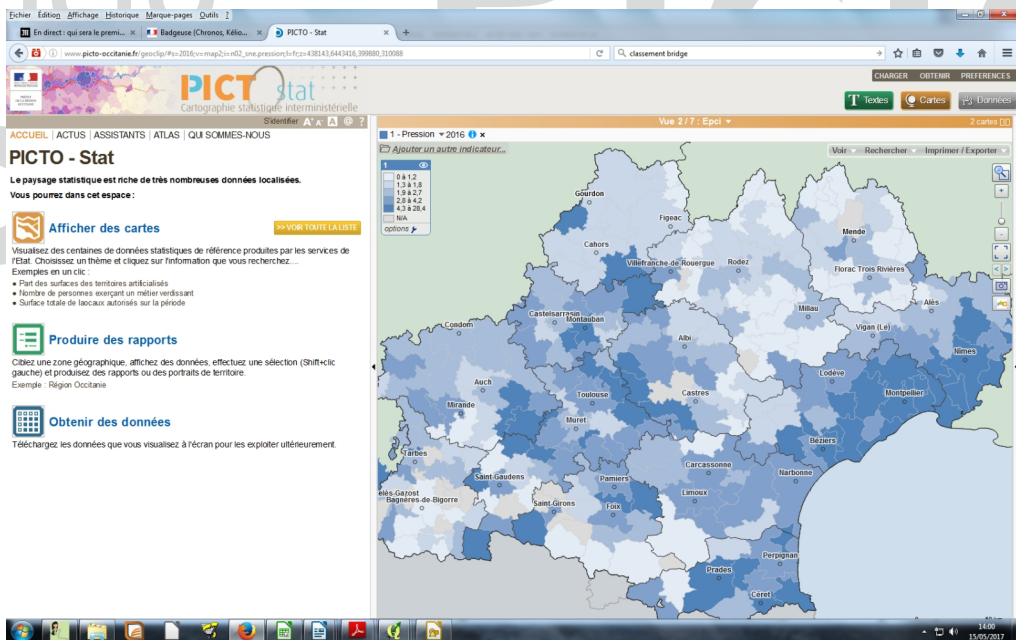 Fichier Édition Affichage Historique Marque-pages Outils ?
En direct : qui sera le premi...
Badgeuse (Chronos, Kélio...
PICTO - Stat
www.picto-occitanie.fr/geoclip/#s=2016;v=map2;i=n02_sne.pression;l=fr;z=438143,6443416,399880,310088
classement bridge
PICT stat
Cartographie statistique interministérielle
CHARGER OBTENIR PREFERENCES
Textes Cartes Données
S'identifier A+ A- A @ ?
Vue 2 / 7 : Epci
2 cartes
ACCUEIL | ACTUS | ASSISTANTS | ATLAS | QUI SOMMES-NOUS
1 - Pression 2016
Ajouter un autre indicateur...
Voir Rechercher Imprimer / Exporter
PICTO - Stat
Le paysage statistique est riche de très nombreuses données localisées.
Vous pourrez dans cet espace :
Afficher des cartes
>> VOIR TOUTE LA LISTE
Visualisez des centaines de données statistiques de référence produites par les services de
l'Etat. Choisissez un thème et cliquez sur l'information que vous recherchez....
Exemples en un clic :
Part des surfaces des territoires artificialisés
Nombre de personnes exerçant un métier verdissant
Surface totale de laocaux autorisés sur la période
Produire des rapports
Ciblez une zone géographique, affichez des données, effectuez une sélection (Shift+clic
gauche) et produisez des rapports ou des portraits de territoire.
Exemple : Région Occitanie
Obtenir des données
Téléchargez les données que vous visualisez à l'écran pour les exploiter ultérieurement.
1
0 à 1,2
1,3 à 1,8
1,9 à 2,7
2,8 à 4,2
4,3 à 28,4
N/A
options
Gourdon
Figeac
Mende
Cahors
Villefranche-de-Rouergue
Rodez
Florac Trois Rivières
Castelsarrasin
Montauban
Millau
Alès
Condom
Albi
Vigan (Le)
Nîmes
Lodève
Auch
Toulouse
Castres
Montpellier
Mirande
Muret
Béziers
Tarbes
Carcassonne
Saint-Gaudens
Pamiers
Narbonne
elès-Gazost
Bagnères-de-Bigorre
Saint-Girons
Foix
Limoux
Perpignan
Prades
Céret
14:00
15/05/2017